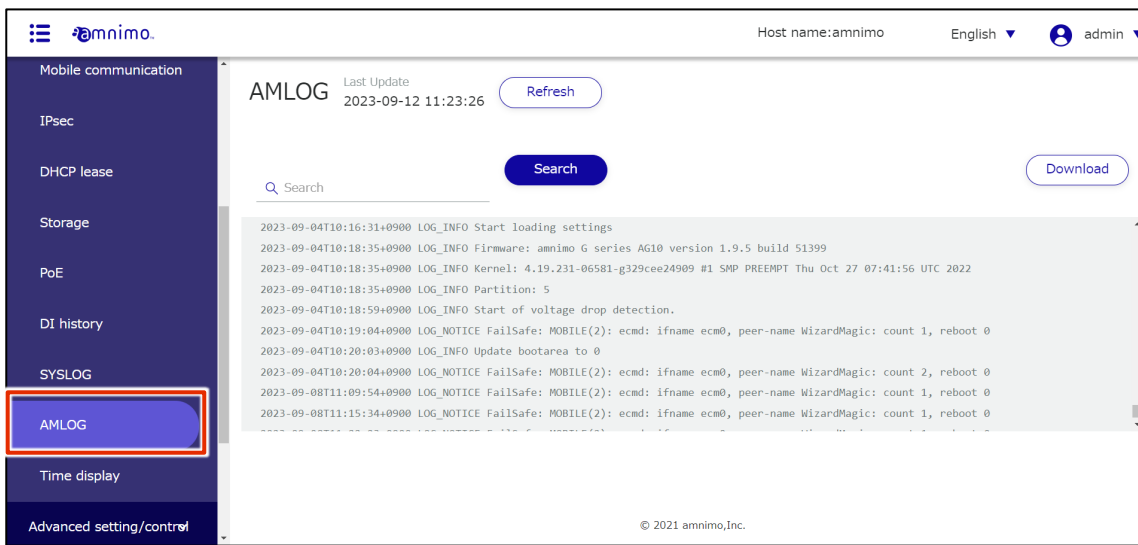 amnimo
Host name:amnimo
English ▼
admin ▼
Mobile communication
IPsec
DHCP lease
Storage
PoE
DI history
SYSLOG
AMLOG
Time display
Advanced setting/control
AMLOG
Last Update
2023-09-12 11:23:26
Refresh
Search
Search
Download
2023-09-04T10:16:31+0900 LOG_INFO Start loading settings
2023-09-04T10:18:35+0900 LOG_INFO Firmware: amnimo G series AG10 version 1.9.5 build 51399
2023-09-04T10:18:35+0900 LOG_INFO Kernel: 4.19.231-06581-g329cee24909 #1 SMP PREEMPT Thu Oct 27 07:41:56 UTC 2022
2023-09-04T10:18:35+0900 LOG_INFO Partition: 5
2023-09-04T10:18:59+0900 LOG_INFO Start of voltage drop detection.
2023-09-04T10:19:04+0900 LOG_NOTICE FailSafe: MOBILE(2): ecmd: ifname ecm0, peer-name WizardMagic: count 1, reboot 0
2023-09-04T10:20:03+0900 LOG_INFO Update bootarea to 0
2023-09-04T10:20:04+0900 LOG_NOTICE FailSafe: MOBILE(2): ecmd: ifname ecm0, peer-name WizardMagic: count 2, reboot 0
2023-09-08T11:09:54+0900 LOG_NOTICE FailSafe: MOBILE(2): ecmd: ifname ecm0, peer-name WizardMagic: count 1, reboot 0
2023-09-08T11:15:34+0900 LOG_NOTICE FailSafe: MOBILE(2): ecmd: ifname ecm0, peer-name WizardMagic: count 1, reboot 0
© 2021 amnimo,Inc.